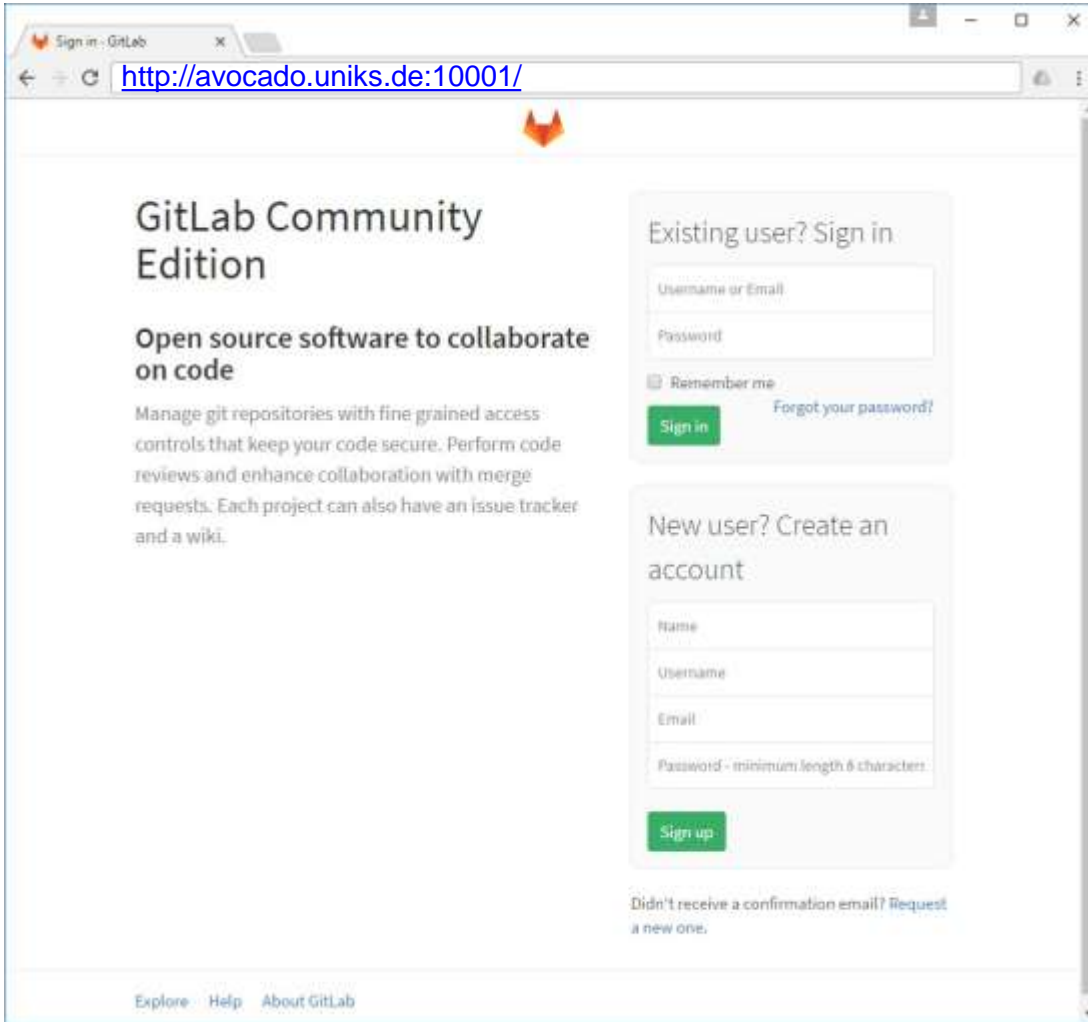 Sign in · GitLab
http://avocado.uniks.de:10001/
GitLab Community
Edition
Open source software to collaborate
on code
Manage git repositories with fine grained access
controls that keep your code secure. Perform code
reviews and enhance collaboration with merge
requests. Each project can also have an issue tracker
and a wiki.
Existing user? Sign in
Username or Email
Password
Remember me
Forgot your password?
Sign in
New user? Create an
account
Name
Username
Email
Password - minimum length 8 characters
Sign up
Didn't receive a confirmation email? Request
a new one.
Explore Help About GitLab